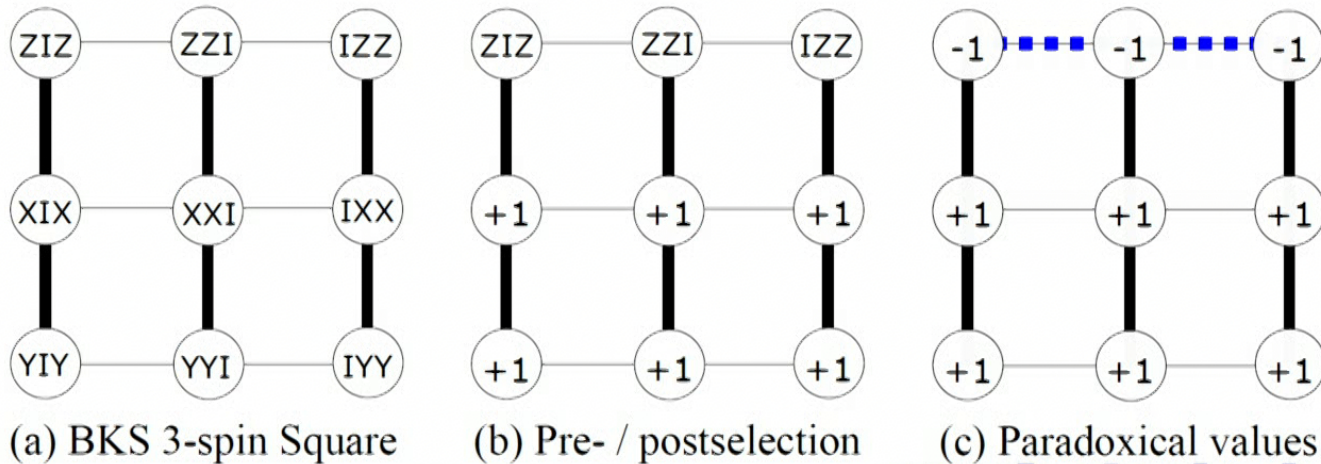 ZIZ ZZI IZZ ZIZ ZZI IZZ -1 -1 -1
XIX XXI IXX +1 +1 +1 +1 +1 +1
YIY YYI IYY +1 +1 +1 +1 +1 +1
(a) BKS 3-spin Square (b) Pre- / postselection (c) Paradoxical values